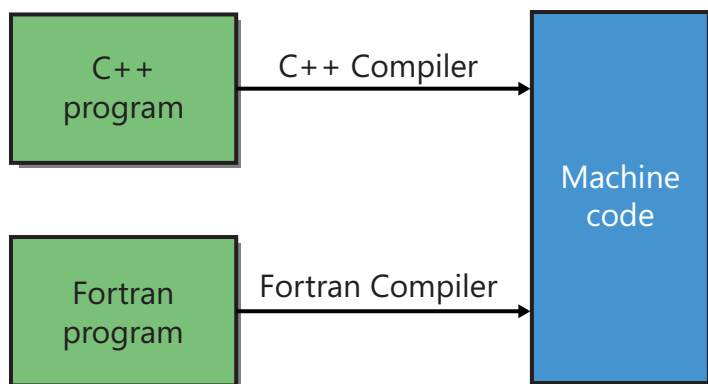 C++
program
C++ Compiler
Machine
code
Fortran
program
Fortran Compiler